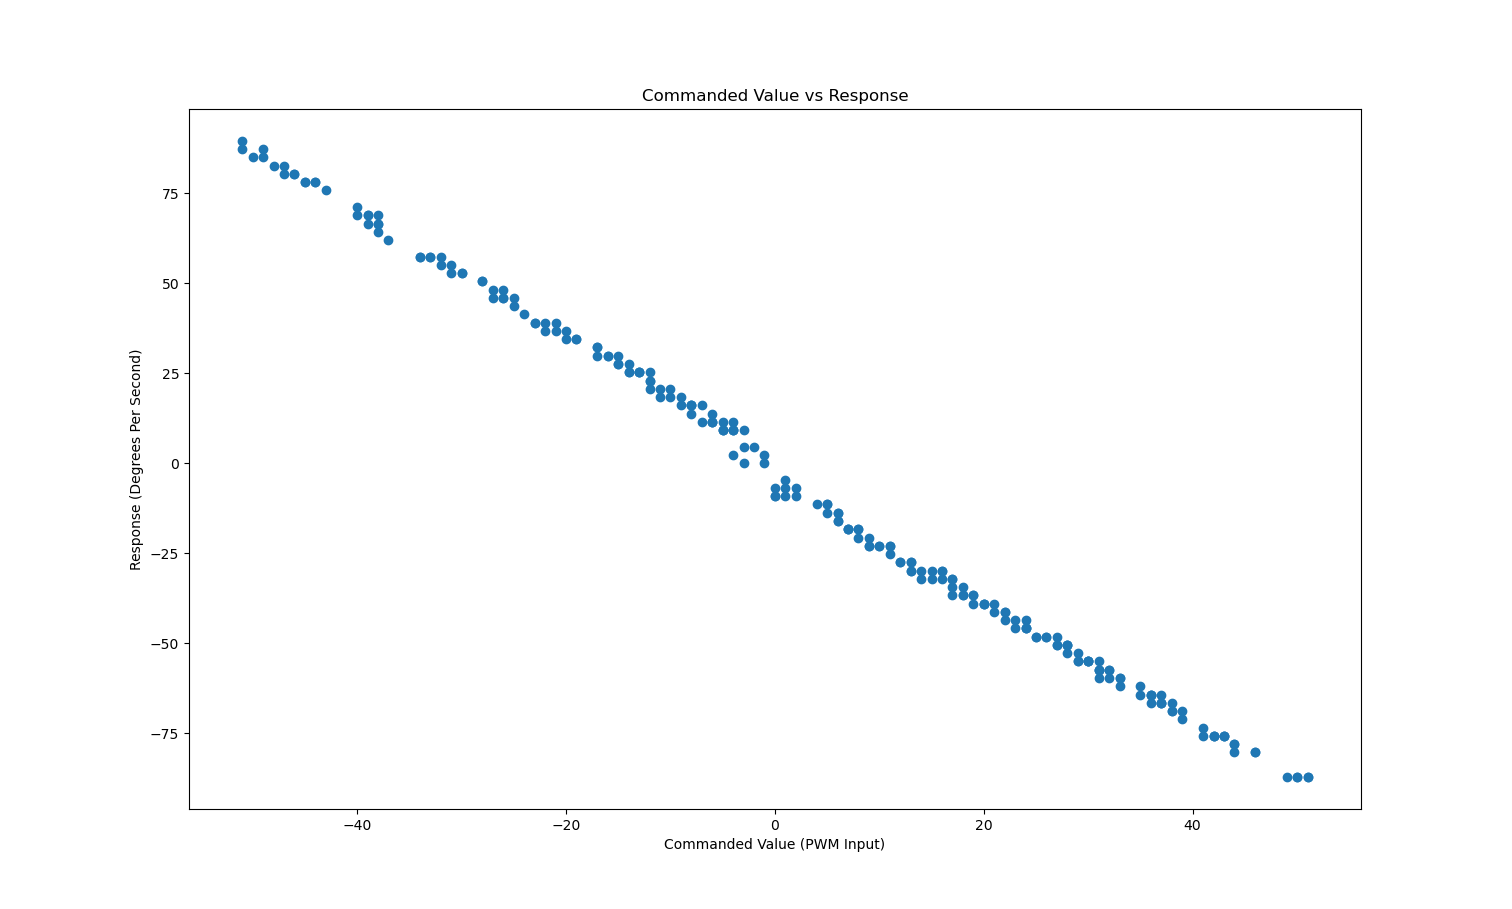 Commanded Value vs Response
75
50
25
0
−25
−50
−75
Response (Degrees Per Second)
−40 −20 0 20 40
Commanded Value (PWM Input)